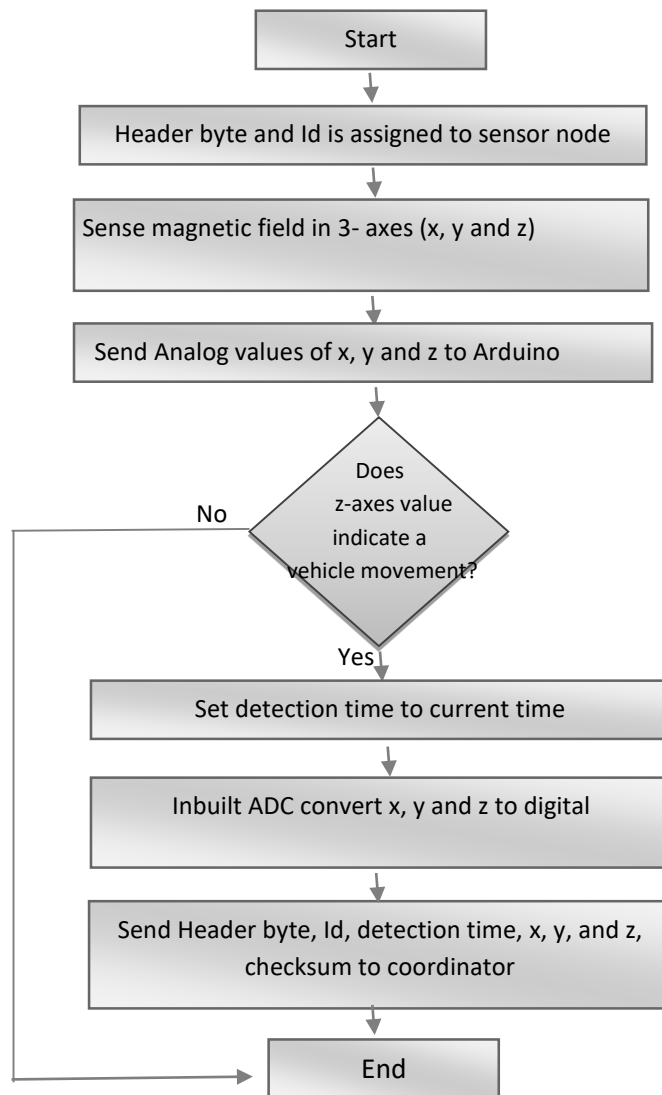 Start
Header byte and Id is assigned to sensor node
Sense magnetic field in 3- axes (x, y and z)
Send Analog values of x, y and z to Arduino
Does
z-axes value
indicate a
vehicle movement?
No
Yes
Set detection time to current time
Inbuilt ADC convert x, y and z to digital
Send Header byte, Id, detection time, x, y, and z,
checksum to coordinator
End